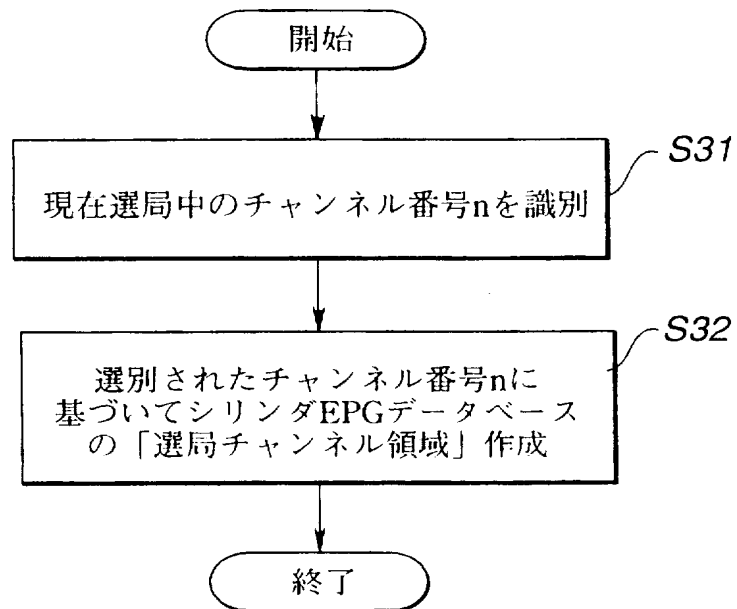 開始
S31
現在選局中のチャンネル番号nを識別
S32
選別されたチャンネル番号nに
基づいてシリンダEPGデータベース
の「選局チャンネル領域」作成
終了